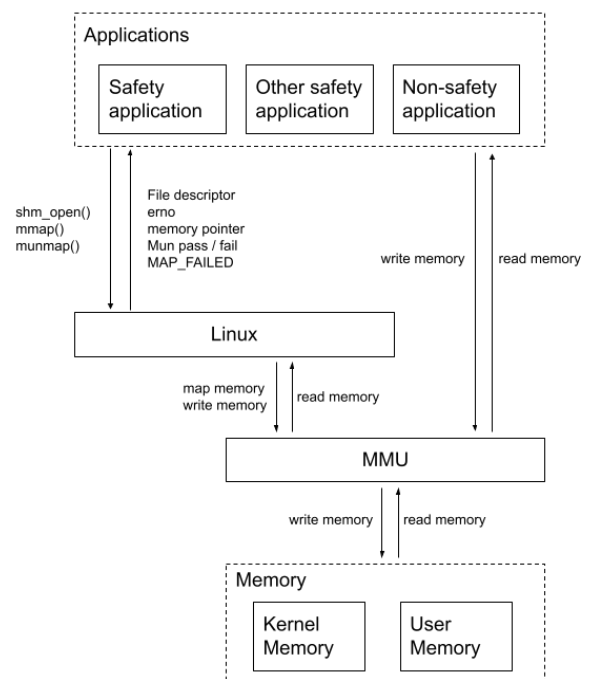 Applications
Safety
application
Other safety
application
Non-safety
application
shm_open()
mmap()
munmap()
File descriptor
erno
memory pointer
Mun pass / fail
MAP_FAILED
write memory
read memory
Linux
map memory
write memory
read memory
MMU
write memory
read memory
Memory
Kernel
Memory
User
Memory